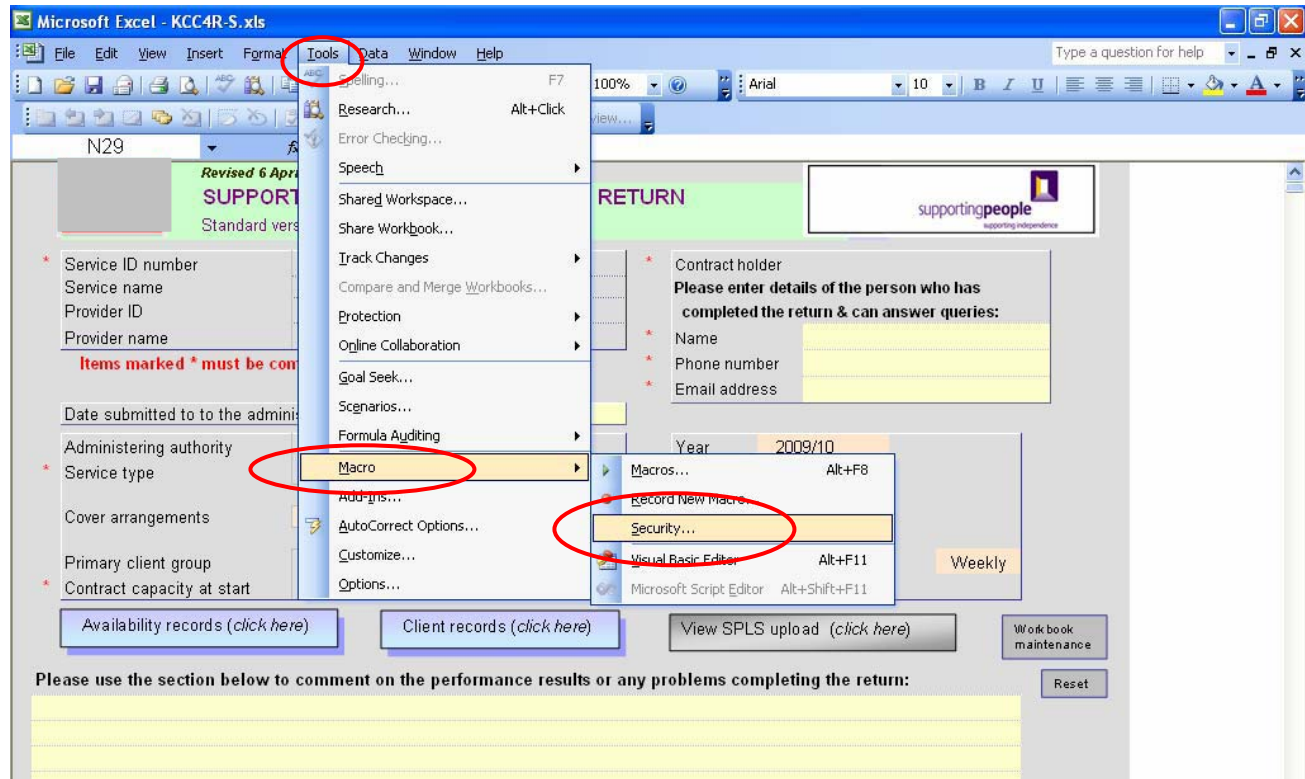 Microsoft Excel - KCC4R-S.xls
File Edit View Insert Format Tools Data Window Help Type a question for help
100% Arial 10 B I U
N29
Spelling... F7
Research... Alt+Click
Error Checking...
Speech
Shared Workspace...
Share Workbook...
Track Changes
Compare and Merge Workbooks...
Protection
Online Collaboration
Goal Seek...
Scenarios...
Formula Auditing
Macro
Add-Ins...
AutoCorrect Options...
Customize...
Options...
Macros... Alt+F8
Record New Macro...
Security...
Visual Basic Editor Alt+F11
Microsoft Script Editor Alt+Shift+F11
Revised 6 Apri
SUPPORT RETURN
Standard vers
supportingpeople
supporting independence
* Service ID number
Service name
Provider ID
Provider name
Items marked * must be com
Date submitted to to the adminis
* Contract holder
Please enter details of the person who has
completed the return & can answer queries:
* Name
* Phone number
* Email address
Administering authority
* Service type
Cover arrangements
Primary client group
* Contract capacity at start
Year 2009/10
Weekly
Availability records (click here) Client records (click here) View SPLS upload (click here)
Workbook
maintenance
Please use the section below to comment on the performance results or any problems completing the return:
Reset